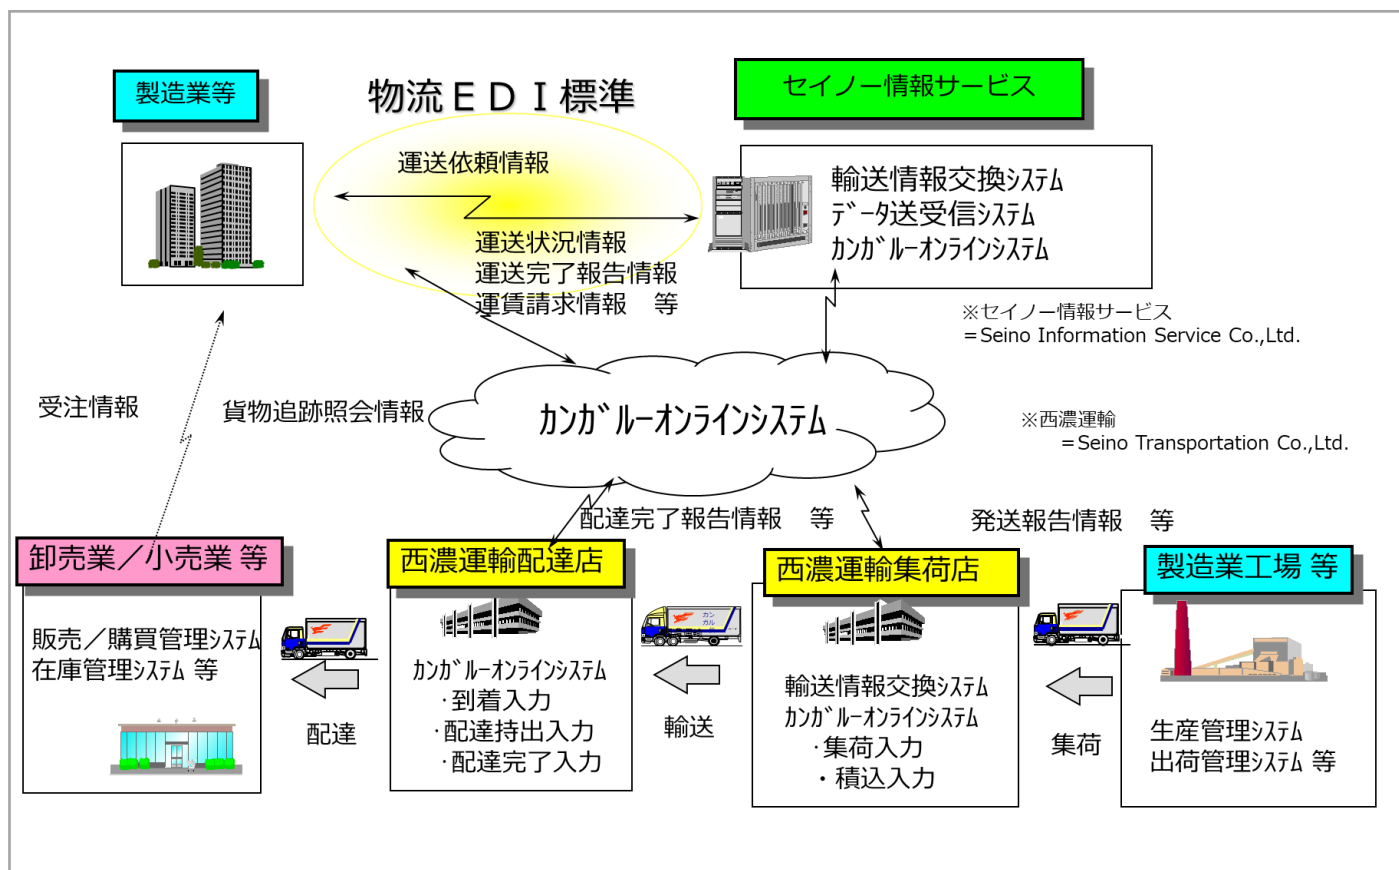 製造業等
物流ＥＤＩ標準
セイノー情報サービス
運送依頼情報
運送状況情報
運送完了報告情報
運賃請求情報　等
輸送情報交換ｼｽﾃﾑ
ﾃﾞｰﾀ送受信ｼｽﾃﾑ
ｶﾝｶﾞﾙｰｵﾝﾗｲﾝｼｽﾃﾑ
※セイノー情報サービス
＝Seino Information Service Co.,Ltd.
受注情報
貨物追跡照会情報
ｶﾝｶﾞﾙｰｵﾝﾗｲﾝｼｽﾃﾑ
※西濃運輸
＝Seino Transportation Co.,Ltd.
配達完了報告情報　等
発送報告情報　等
卸売業／小売業 等
販売／購買管理ｼｽﾃﾑ
在庫管理ｼｽﾃﾑ 等
配達
西濃運輸配達店
ｶﾝｶﾞﾙｰｵﾝﾗｲﾝｼｽﾃﾑ
･到着入力
･配達持出入力
･配達完了入力
カン
ガル
輸送
西濃運輸集荷店
輸送情報交換ｼｽﾃﾑ
ｶﾝｶﾞﾙｰｵﾝﾗｲﾝｼｽﾃﾑ
･集荷入力
・積込入力
集荷
製造業工場 等
生産管理ｼｽﾃﾑ
出荷管理ｼｽﾃﾑ 等